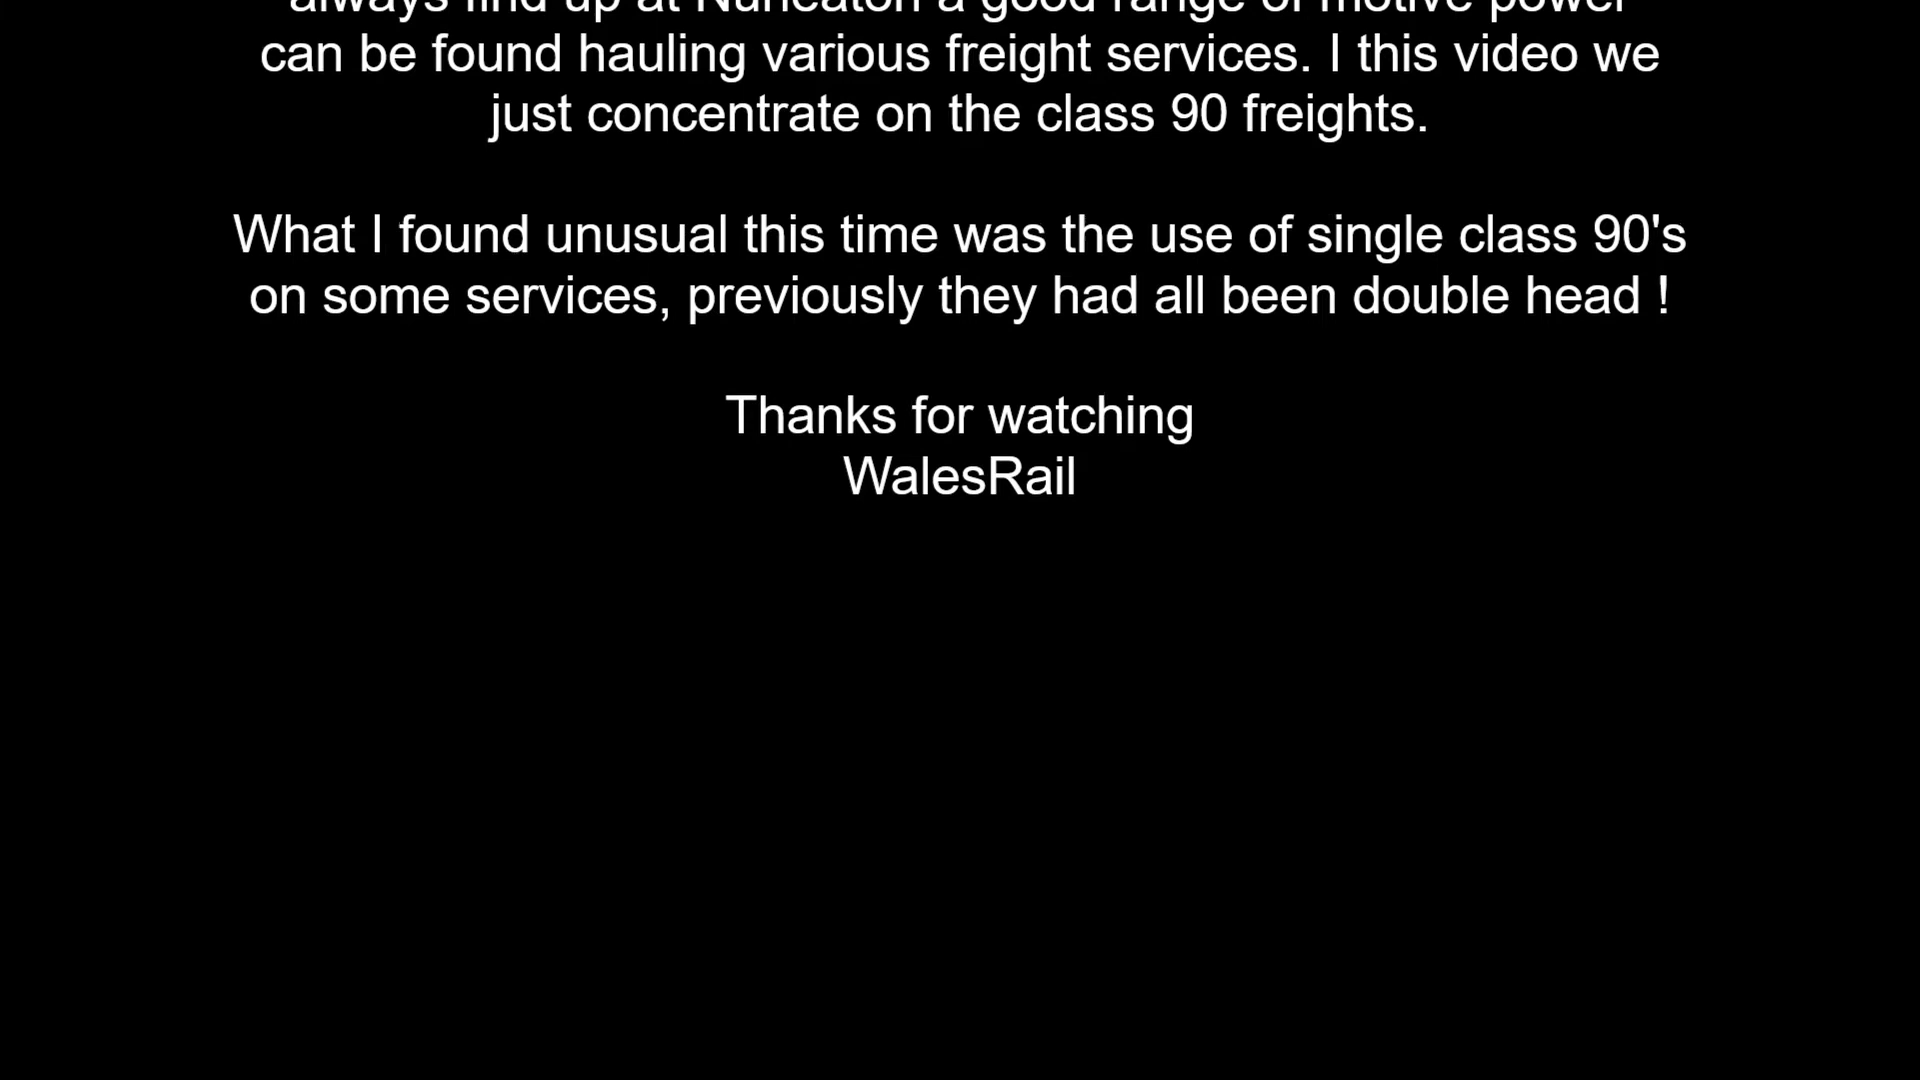 always find up at Nuneaton a good range of motive power
can be found hauling various freight services. I this video we
just concentrate on the class 90 freights.
What I found unusual this time was the use of single class 90's
on some services, previously they had all been double head !
Thanks for watching
WalesRail